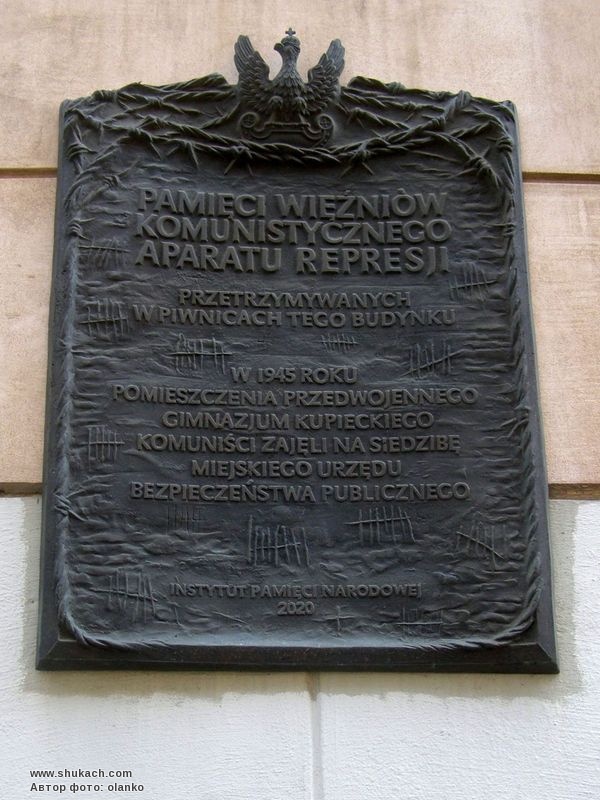 PAMIĘCI WIĘŹNIÓW
KOMUNISTYCZNEGO
APARATU REPRESJI
PRZETRZYMYWANYCH
W PIWNICACH TEGO BUDYNKU
W 1945 ROKU
POMIESZCZENIA PRZEDWOJENNEGO
GIMNAZJUM KUPIECKIEGO
KOMUNIŚCI ZAJĘLI NA SIEDZIBĘ
MIEJSKIEGO URZĘDU
BEZPIECZEŃSTWA PUBLICZNEGO
INSTYTUT PAMIĘCI NARODOWEJ
2020
www.shukach.com
Автор фото: olanko